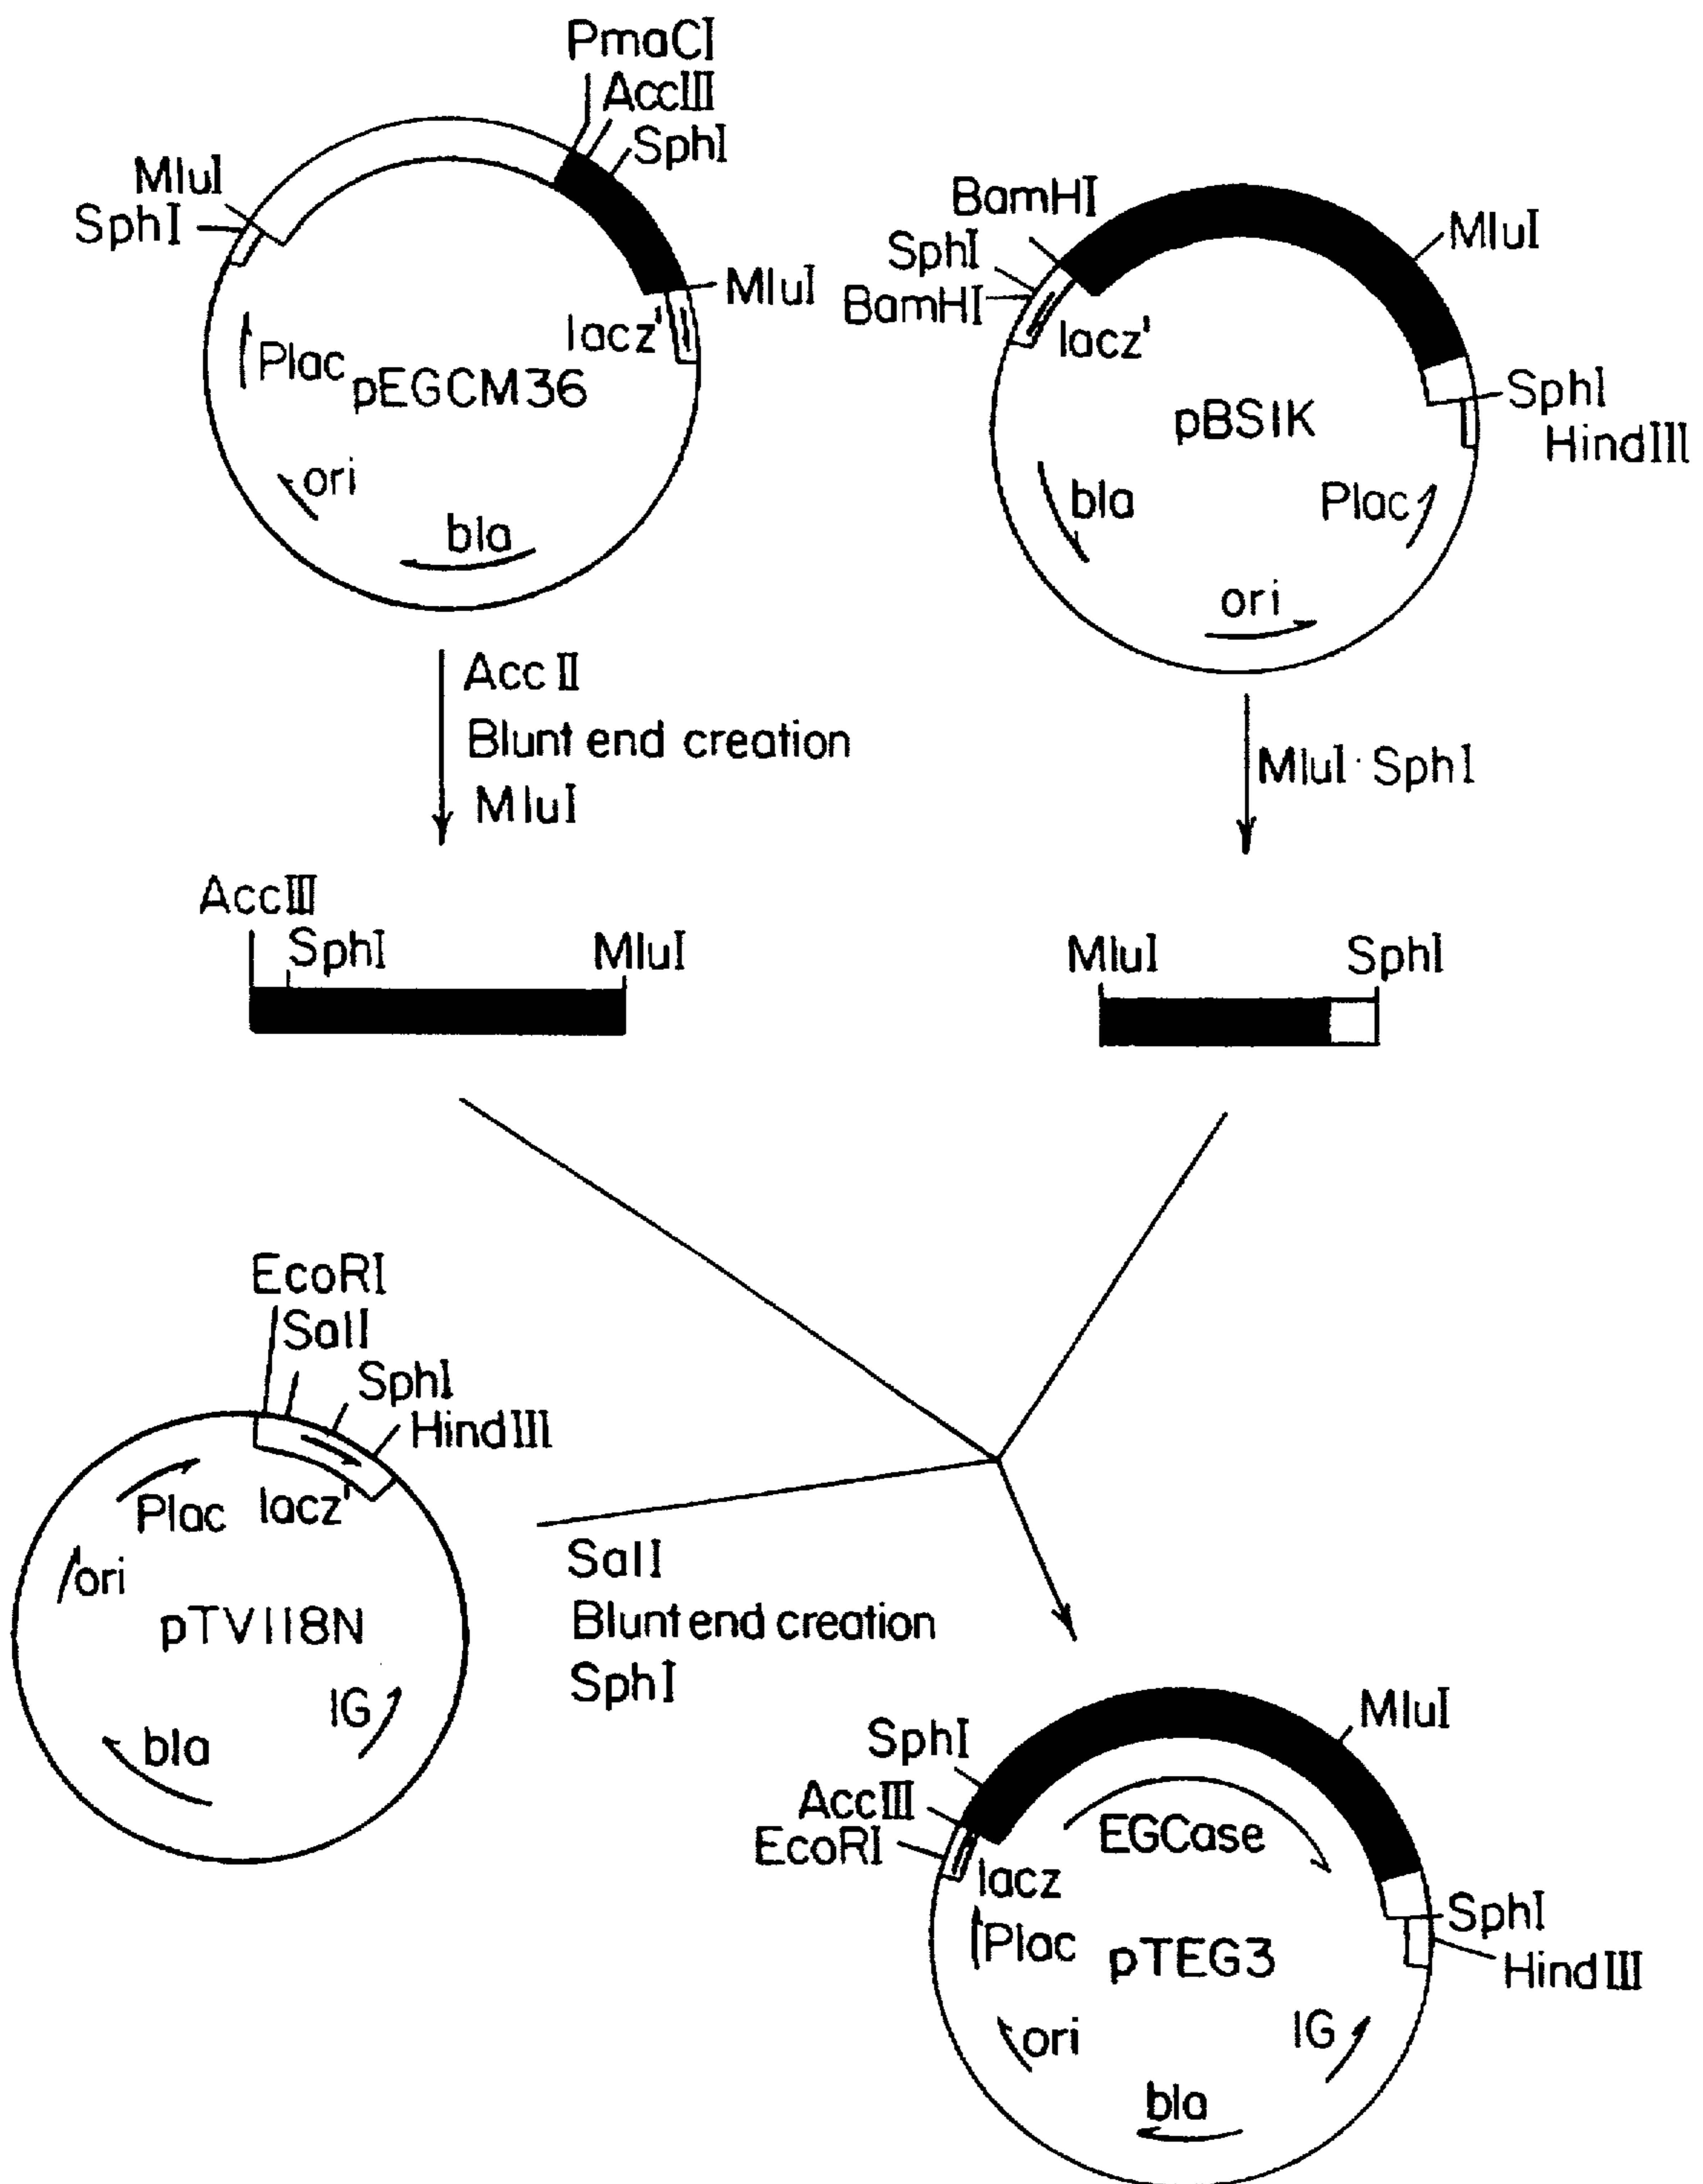 PmaCI
AccIII
SphI
MluI
SphI
MluI
lacz'
Plac
pEGCM36
ori
bla
BamHI
SphI
BamHI
MluI
lacz'
SphI
HindIII
pBS1K
bla
Plac
ori
Acc II
Blunt end creation
MluI
MluI · SphI
AccIII
SphI
MluI
MluI
SphI
EcoRI
SalI
SphI
HindIII
Plac
lacz'
ori
pTV118N
IG
bla
SalI
Blunt end creation
SphI
SphI
AccIII
EcoRI
MluI
EGCase
lacz
Plac
pTEG3
SphI
HindIII
ori
IG
bla